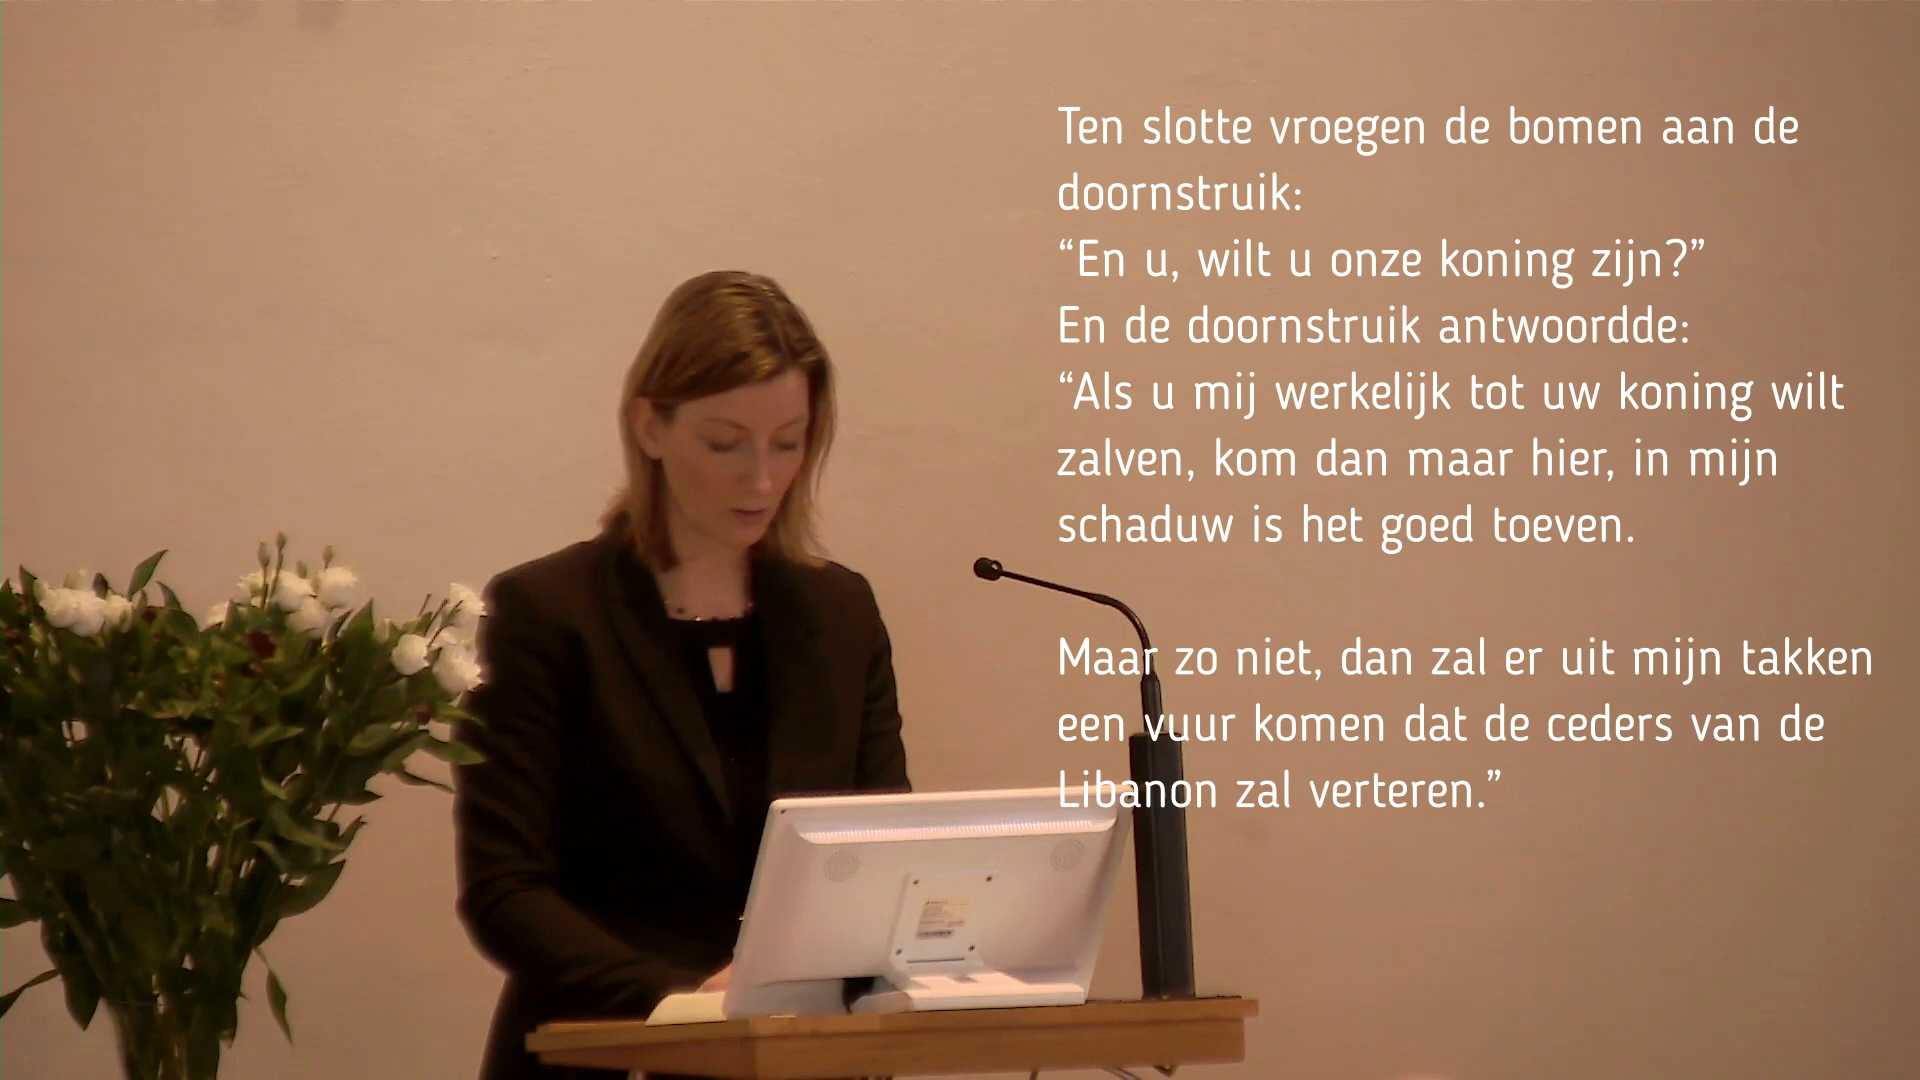 Ten slotte vroegen de bomen aan de
doornstruik:
“En u, wilt u onze koning zijn?”
En de doornstruik antwoordde:
“Als u mij werkelijk tot uw koning wilt
zalven, kom dan maar hier, in mijn
schaduw is het goed toeven.
Maar zo niet, dan zal er uit mijn takken
een vuur komen dat de ceders van de
Libanon zal verteren.”